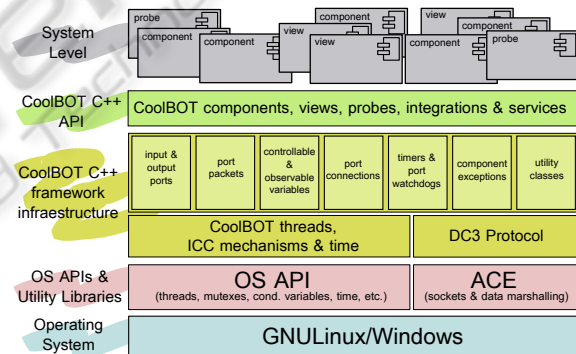 System
Level
probe
component
component
view
component
view
view
component
component
probe
CoolBOT C++
API
CoolBOT components, views, probes, integrations & services
CoolBOT C++
framework
infraestructure
input &
output
ports
port
packets
controllable
&
observable
variables
port
connections
timers &
port
watchdogs
component
exceptions
utility
classes
CoolBOT threads,
ICC mechanisms & time
DC3 Protocol
OS APIs &
Utility Libraries
OS API
(threads, mutexes, cond. variables, time, etc.)
ACE
(sockets & data marshalling)
Operating
System
GNULinux/Windows